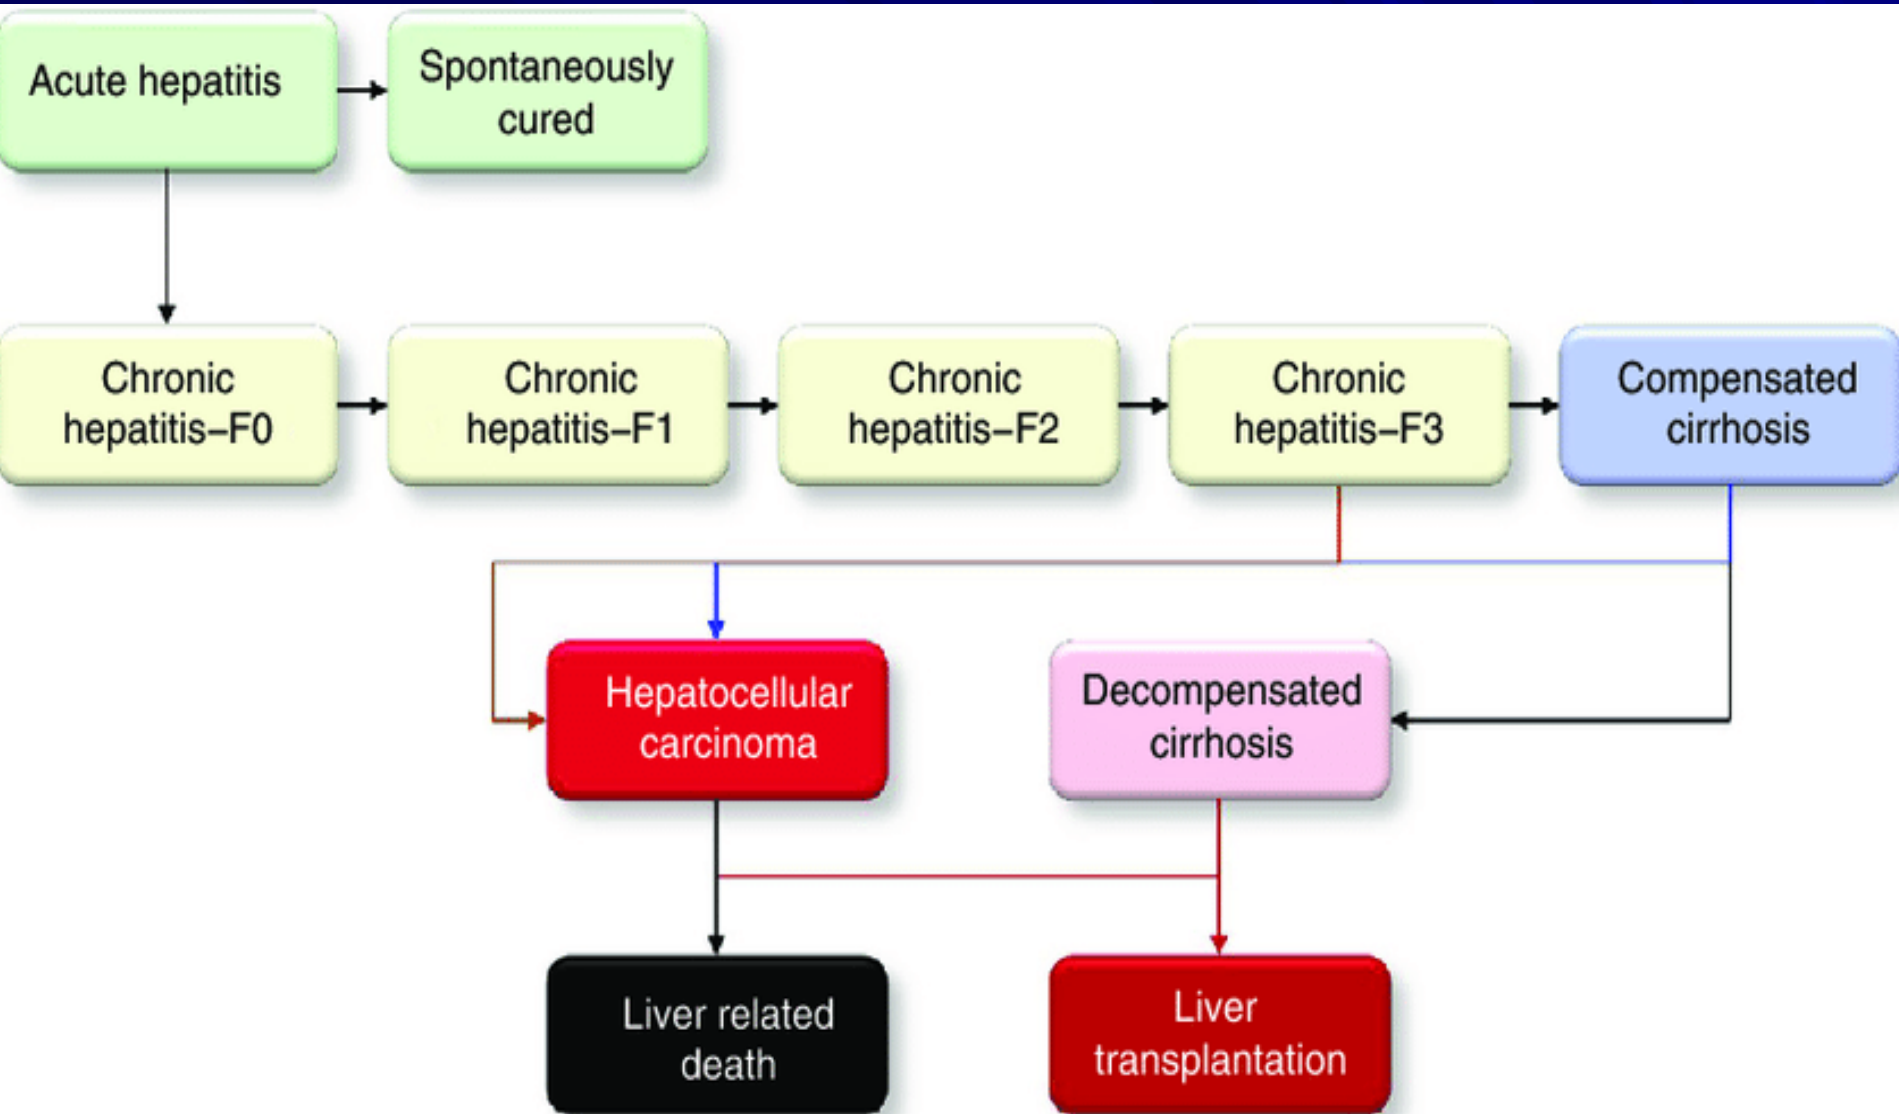 Acute hepatitis
Spontaneously
cured
Chronic
hepatitis–F0
Chronic
hepatitis–F1
Chronic
hepatitis–F2
Chronic
hepatitis–F3
Compensated
cirrhosis
Hepatocellular
carcinoma
Decompensated
cirrhosis
Liver related
death
Liver
transplantation